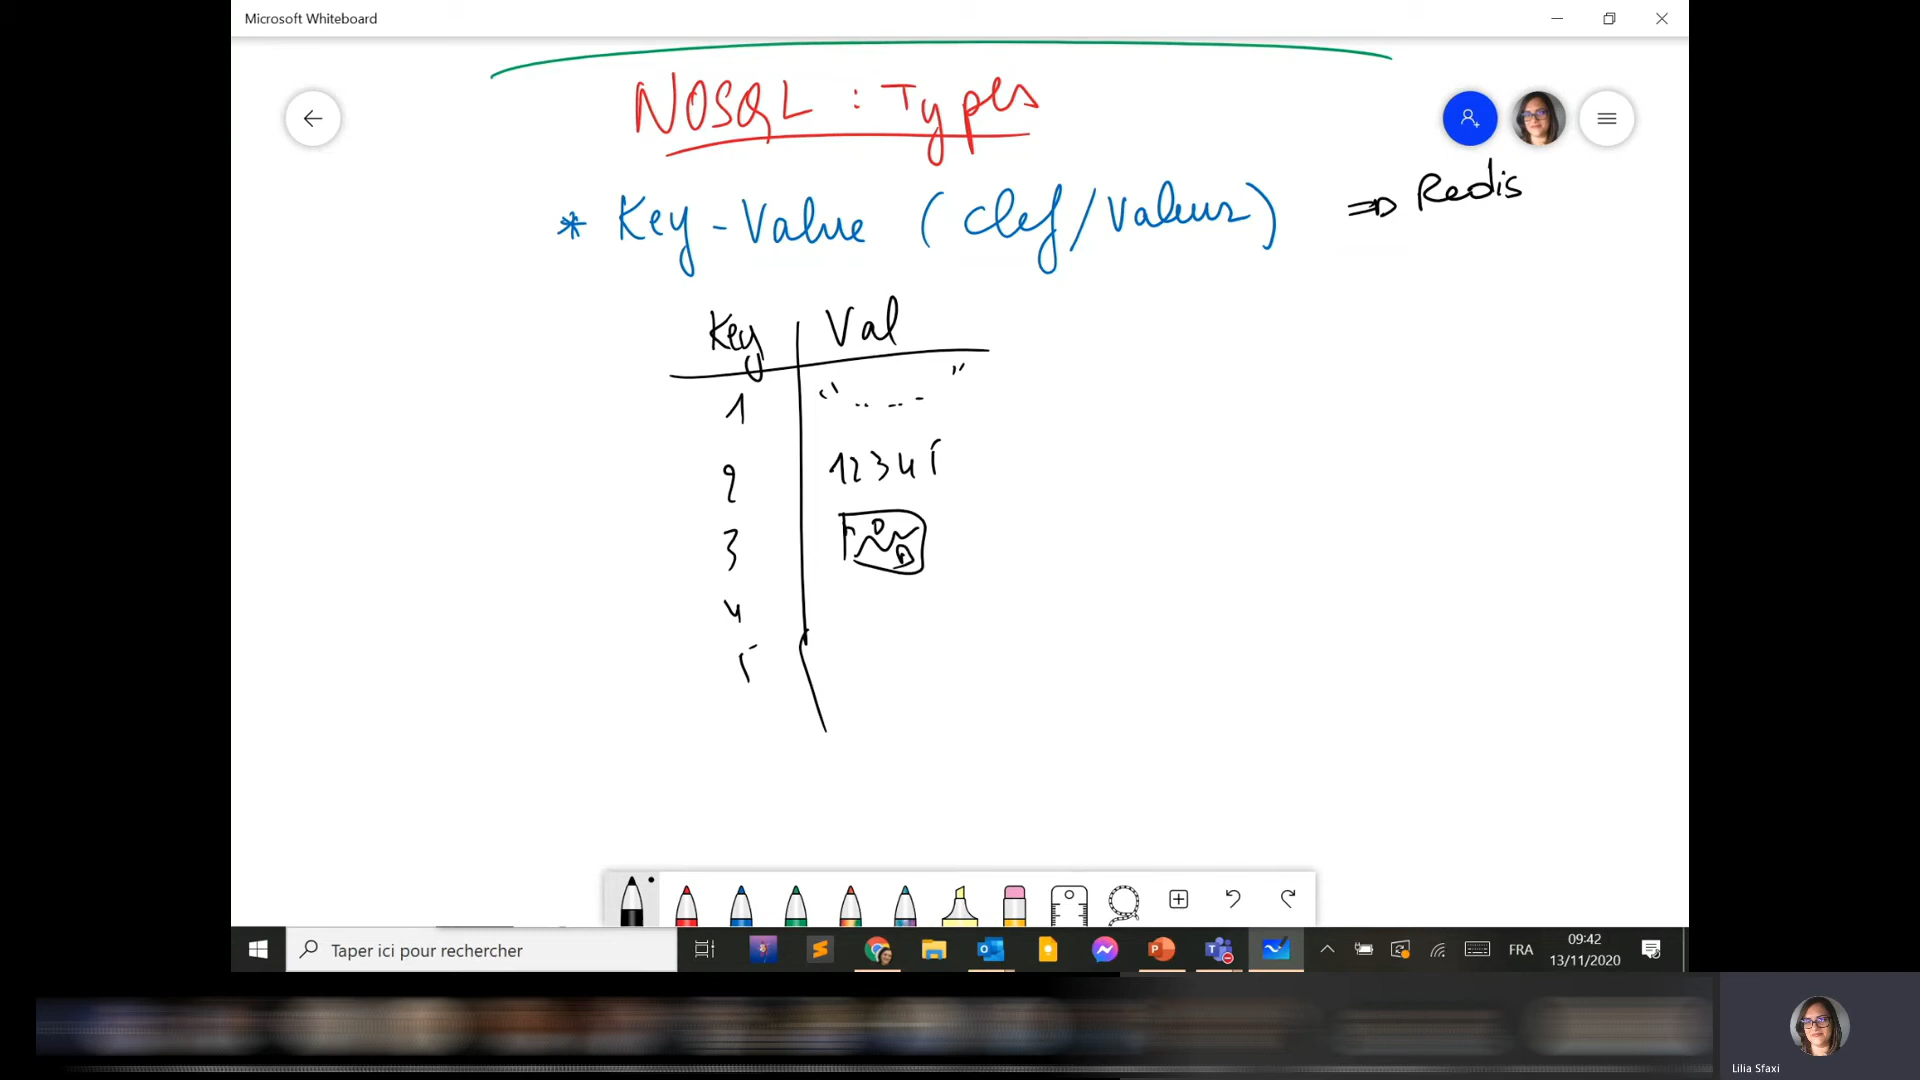 Microsoft Whiteboard
NOSQL : Types
* Key-Value (Clef/Valeur) ⇒ Redis
Key Val
1 "......"
2 12345
3
4
5
Taper ici pour rechercher
FRA
09:42
13/11/2020
Lilia Sfaxi